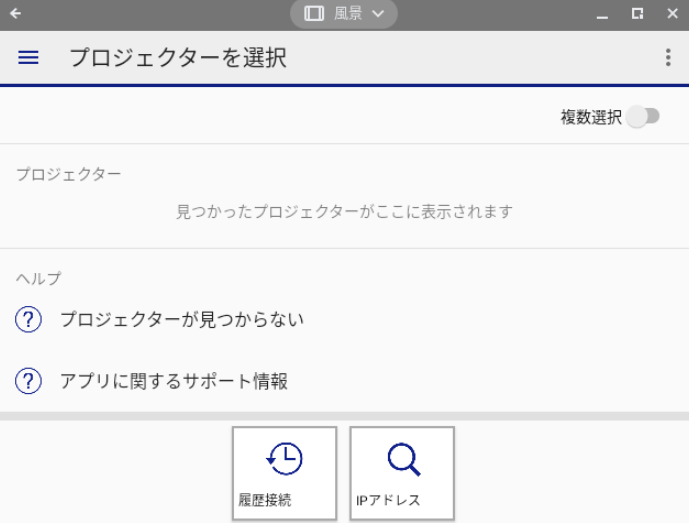 風景
プロジェクターを選択
複数選択
プロジェクター
見つかったプロジェクターがここに表示されます
ヘルプ
? プロジェクターが見つからない
? アプリに関するサポート情報
履歴接続
IPアドレス